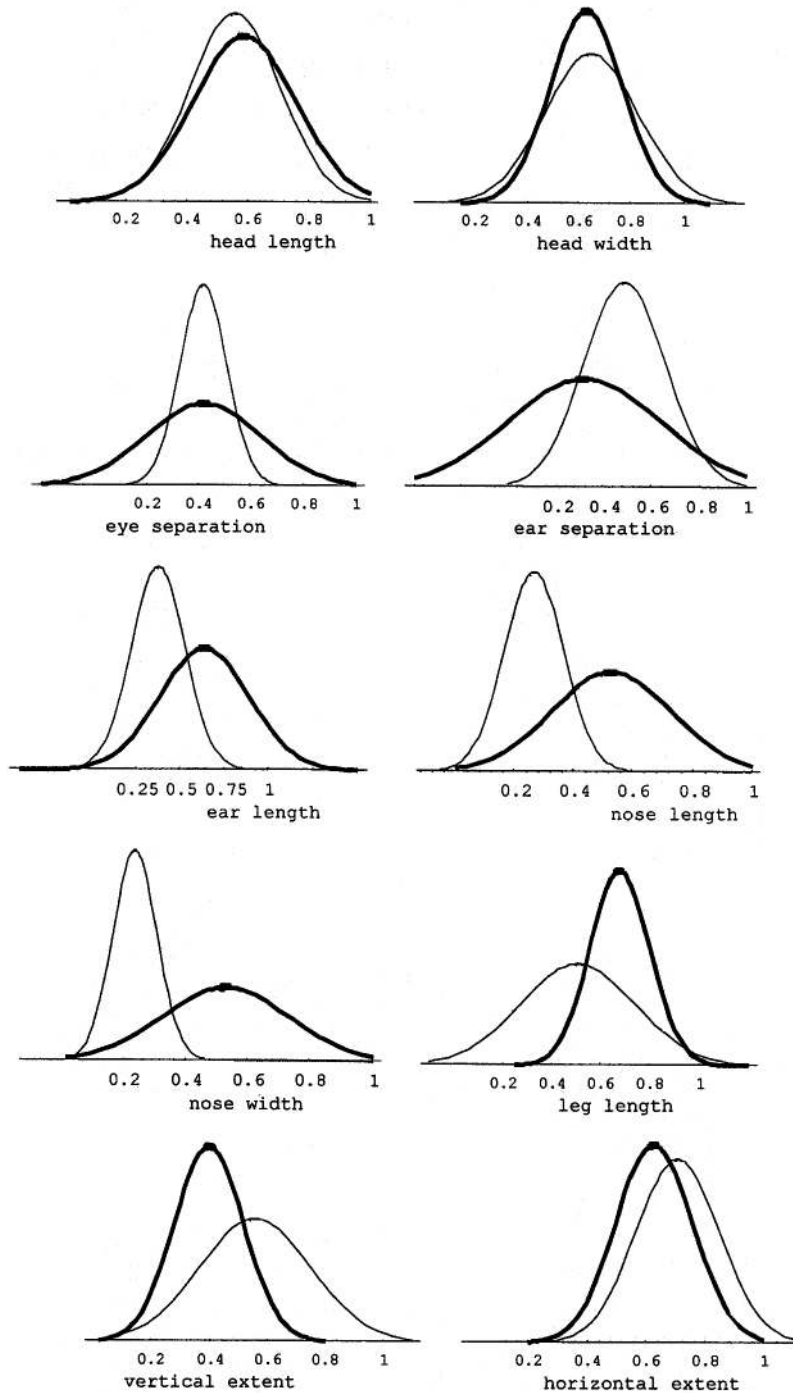 0.2 0.4 0.6 0.8 1
head length
0.2 0.4 0.6 0.8 1
head width
0.2 0.4 0.6 0.8 1
eye separation
0.2 0.4 0.6 0.8 1
ear separation
0.25 0.5 0.75 1
ear length
0.2 0.4 0.6 0.8 1
nose length
0.2 0.4 0.6 0.8 1
nose width
0.2 0.4 0.6 0.8 1
leg length
0.2 0.4 0.6 0.8 1
vertical extent
0.2 0.4 0.6 0.8 1
horizontal extent